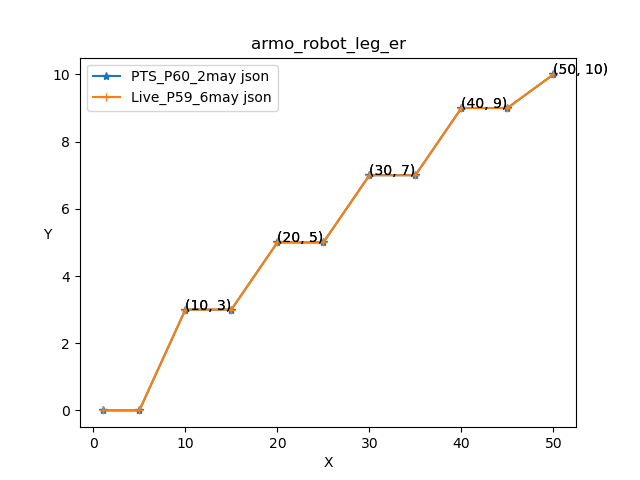 armo_robot_leg_er
PTS_P60_2may json
Live_P59_6may json
(50, 10)
(40, 9)
(30, 7)
(20, 5)
(10, 3)
10
8
6
4
2
0
Y
0 10 20 30 40 50
X